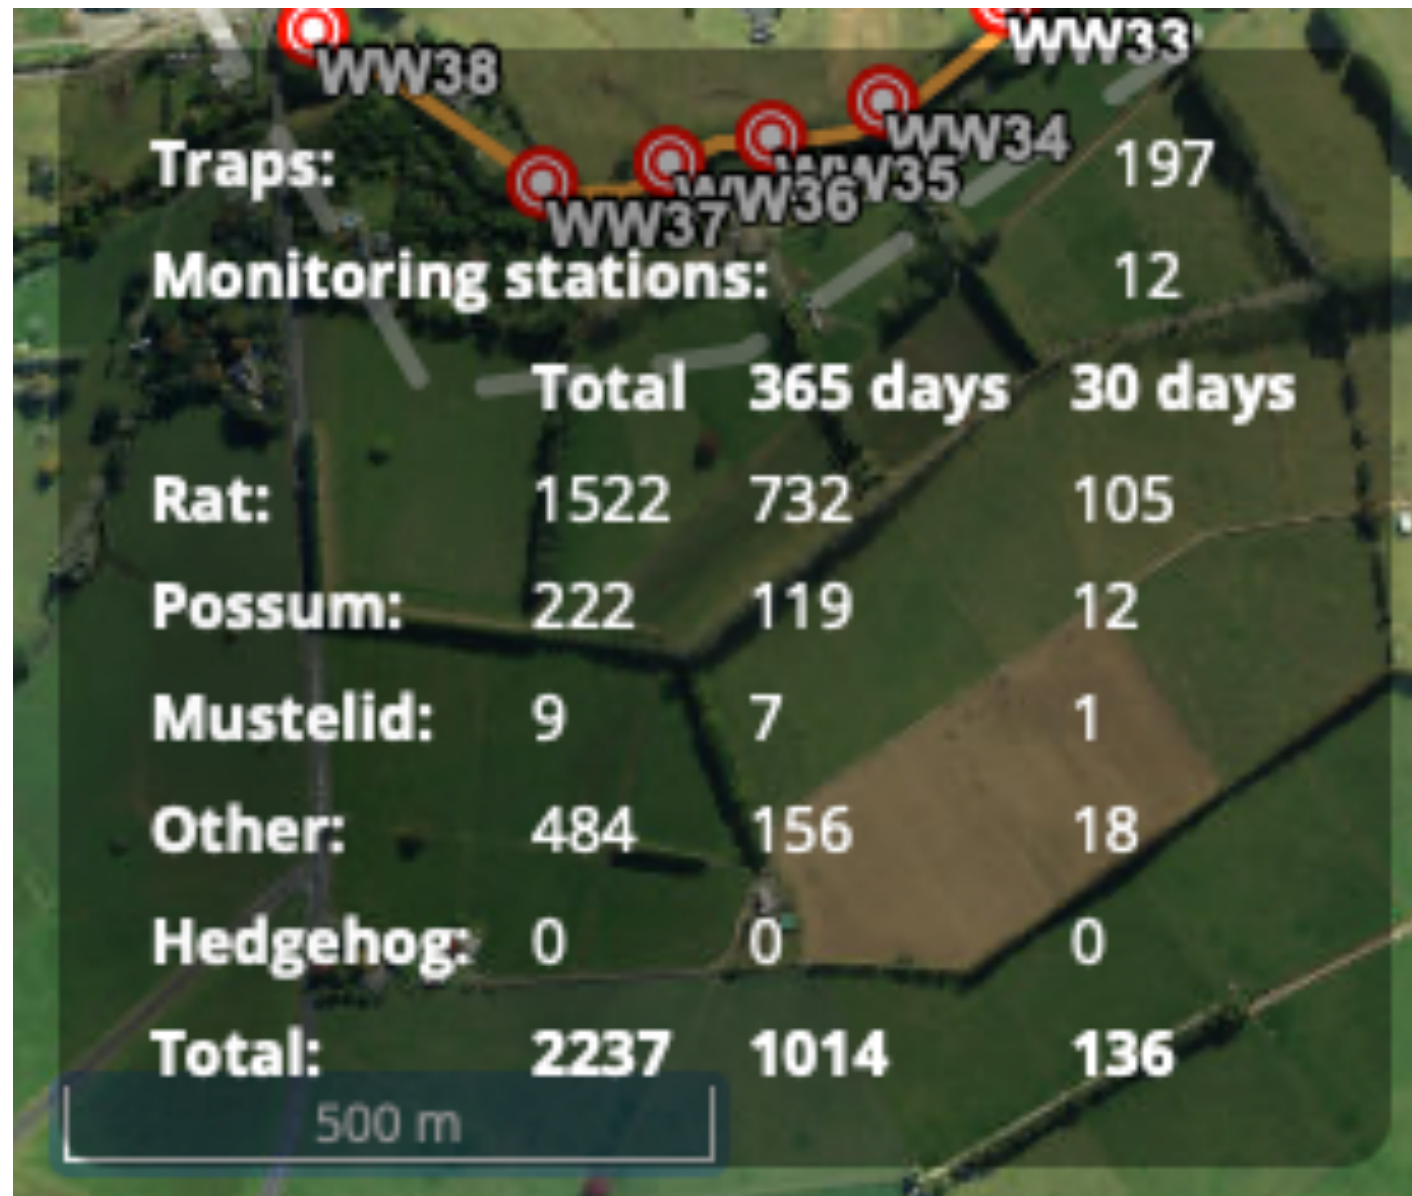 WW33
WW38
WW34
WW35
WW36
WW37
Traps: 197
Monitoring stations: 12
Total 365 days 30 days
Rat: 1522 732 105
Possum: 222 119 12
Mustelid: 9 7 1
Other: 484 156 18
Hedgehog: 0 0 0
Total: 2237 1014 136
500 m